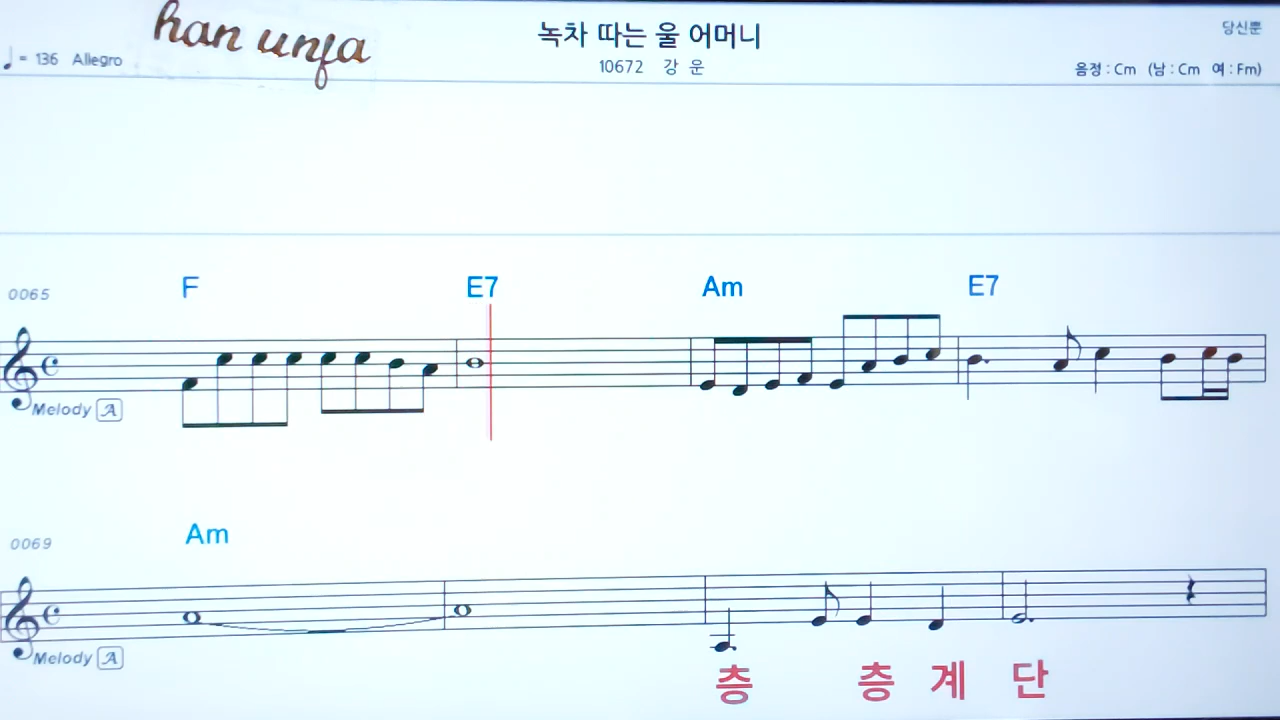 han unfa
녹차 따는 울 어머니
당신뿐
♩= 136 Allegro
10672 강 운
음정 : Cm (남 : Cm 여 : Fm)
0065 F E7 Am E7
Melody A
0069 Am
Melody A
층 층 계 단